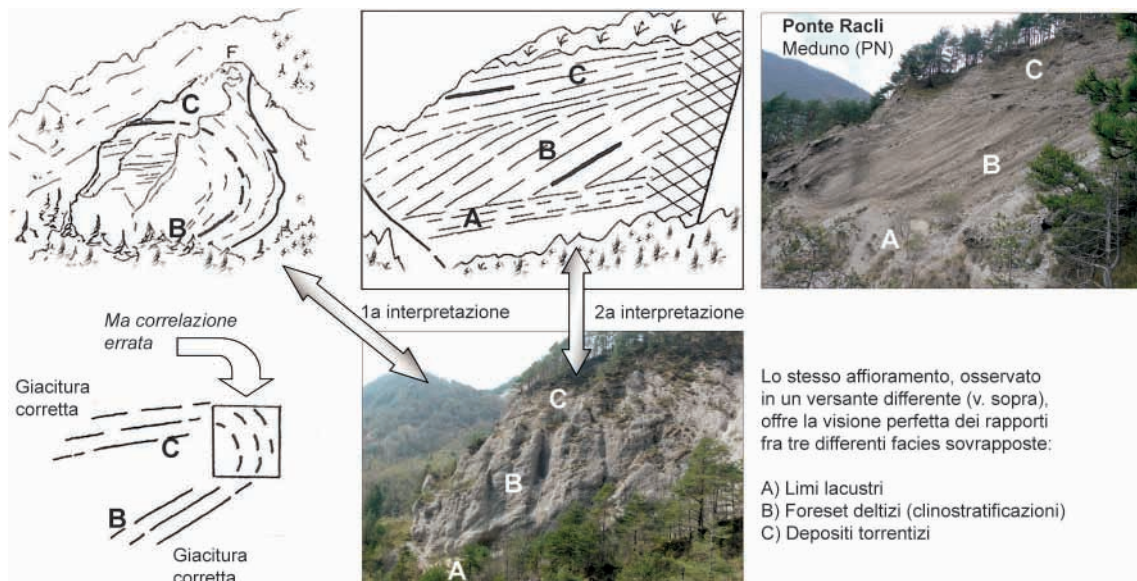 F
C
B
C
B
A
Ponte Racli
Meduno (PN)
C
B
A
1a interpretazione
2a interpretazione
Ma correlazione
errata
Giacitura
corretta
C
B
Giacitura
corretta
C
B
A
Lo stesso affioramento, osservato
in un versante differente (v. sopra),
offre la visione perfetta dei rapporti
fra tre differenti facies sovrapposte:
A) Limi lacustri
B) Foreset deltizi (clinostratificazioni)
C) Depositi torrentizi